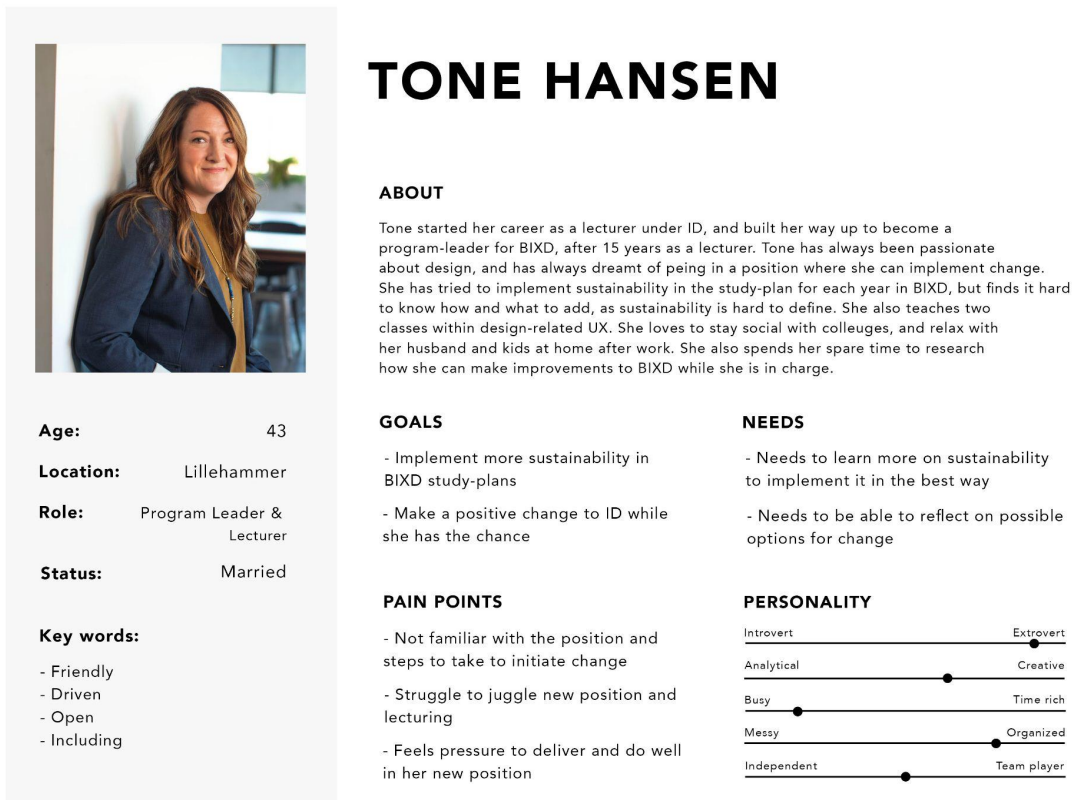 TONE HANSEN
Age: 43
Location: Lillehammer
Role: Program Leader &
Lecturer
Status: Married
Key words:
- Friendly
- Driven
- Open
- Including
ABOUT
Tone started her career as a lecturer under ID, and built her way up to become a
program-leader for BIXD, after 15 years as a lecturer. Tone has always been passionate
about design, and has always dreamt of peing in a position where she can implement change.
She has tried to implement sustainability in the study-plan for each year in BIXD, but finds it hard
to know how and what to add, as sustainability is hard to define. She also teaches two
classes within design-related UX. She loves to stay social with colleuges, and relax with
her husband and kids at home after work. She also spends her spare time to research
how she can make improvements to BIXD while she is in charge.
GOALS
- Implement more sustainability in
BIXD study-plans
- Make a positive change to ID while
she has the chance
NEEDS
- Needs to learn more on sustainability
to implement it in the best way
- Needs to be able to reflect on possible
options for change
PAIN POINTS
- Not familiar with the position and
steps to take to initiate change
- Struggle to juggle new position and
lecturing
- Feels pressure to deliver and do well
in her new position
PERSONALITY
Introvert Extrovert
Analytical Creative
Busy Time rich
Messy Organized
Independent Team player